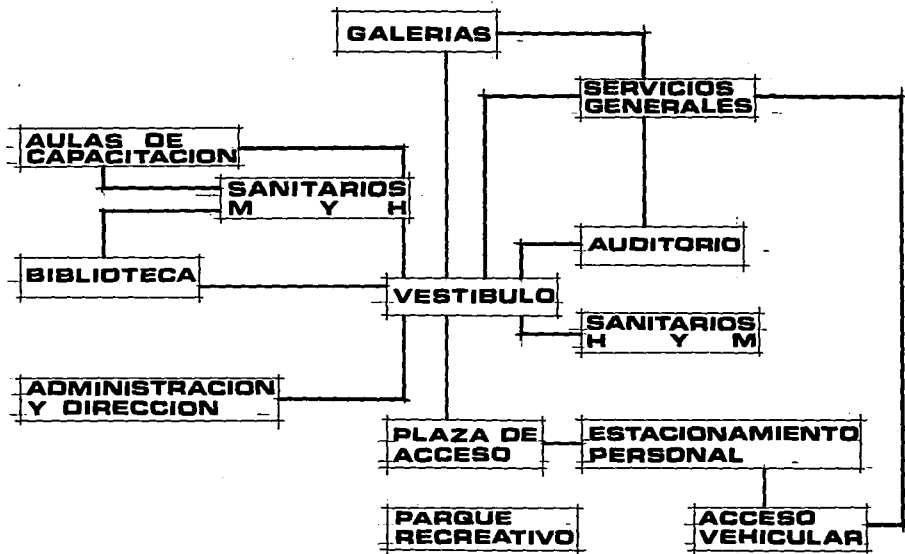 GALERIAS
SERVICIOS
GENERALES
AULAS DE
CAPACITACION
SANITARIOS
M Y H
BIBLIOTECA
AUDITORIO
VESTIBULO
SANITARIOS
H Y M
ADMINISTRACION
Y DIRECCION
PLAZA DE
ACCESO
ESTACIONAMIENTO
PERSONAL
PARQUE
RECREATIVO
ACCESO
VEHICULAR